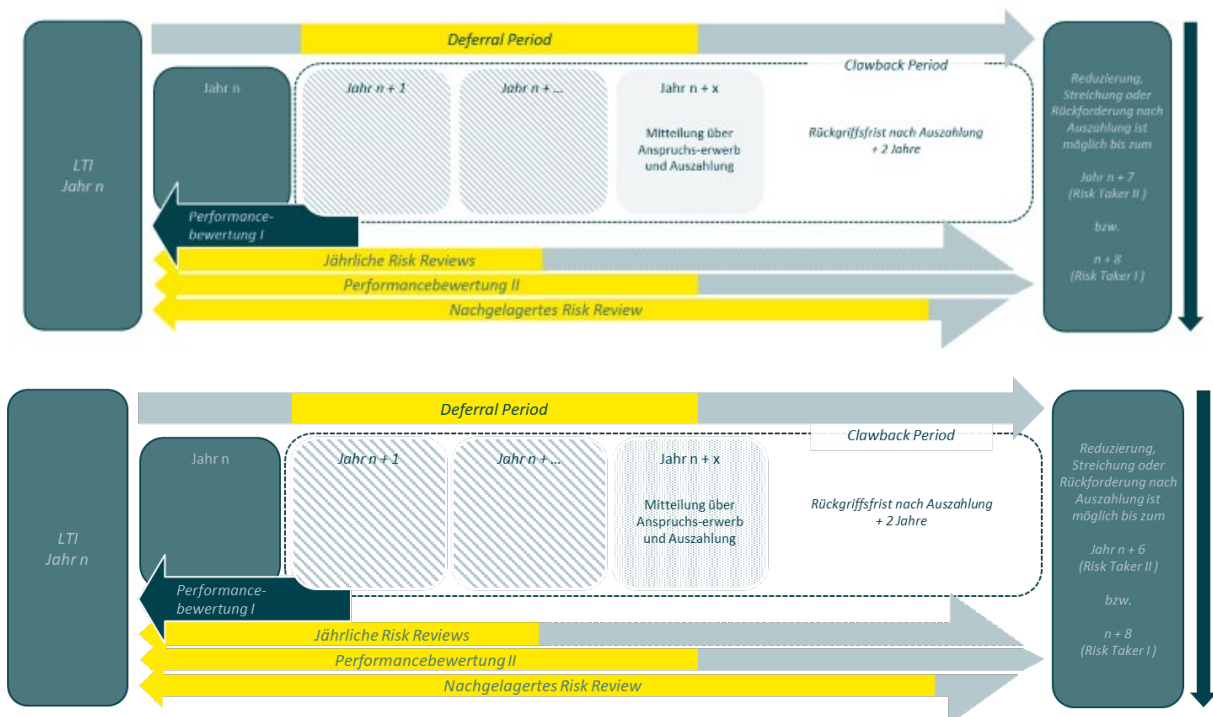 Deferral Period
Clawback Period
LTI
Jahr n
Jahr n
Jahr n + 1
Jahr n + ...
Jahr n + x
Mitteilung über
Anspruchs-erwerb
und Auszahlung
Rückgriffsfrist nach Auszahlung
+ 2 Jahre
Performance-
bewertung I
Jährliche Risk Reviews
Performancebewertung II
Nachgelagertes Risk Review
Reduzierung,
Streichung oder
Rückforderung nach
Auszahlung ist
möglich bis zum
Jahr n + 7
(Risk Taker II )
bzw.
n + 8
(Risk Taker I )
Deferral Period
Clawback Period
LTI
Jahr n
Jahr n
Jahr n + 1
Jahr n + ...
Jahr n + x
Mitteilung über
Anspruchs-erwerb
und Auszahlung
Rückgriffsfrist nach Auszahlung
+ 2 Jahre
Performance-
bewertung I
Jährliche Risk Reviews
Performancebewertung II
Nachgelagertes Risk Review
Reduzierung,
Streichung oder
Rückforderung nach
Auszahlung ist
möglich bis zum
Jahr n + 6
(Risk Taker II )
bzw.
n + 8
(Risk Taker I )